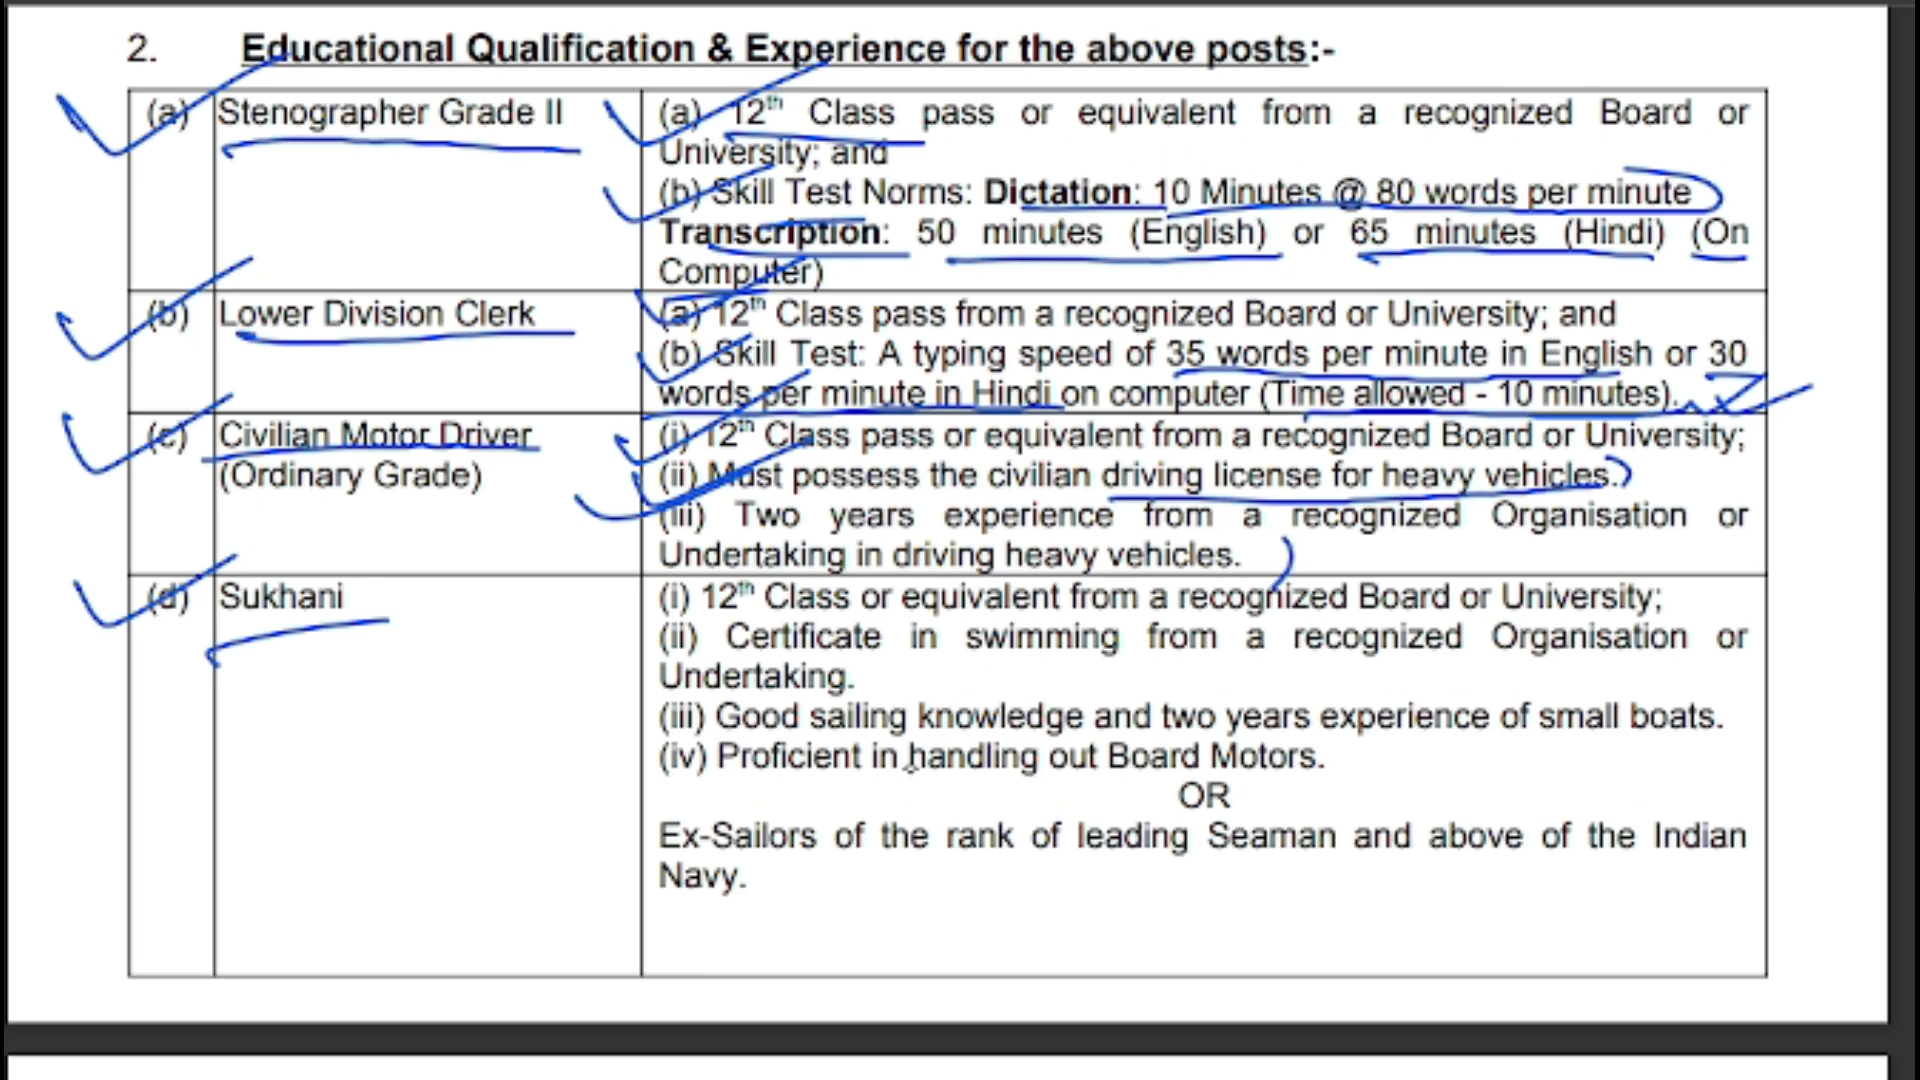 2. Educational Qualification & Experience for the above posts:-
(a) Stenographer Grade II
(a) 12th Class pass or equivalent from a recognized Board or
University; and
(b) Skill Test Norms: Dictation: 10 Minutes @ 80 words per minute
Transcription: 50 minutes (English) or 65 minutes (Hindi) (On
Computer)
(b) Lower Division Clerk
(a) 12th Class pass from a recognized Board or University; and
(b) Skill Test: A typing speed of 35 words per minute in English or 30
words per minute in Hindi on computer (Time allowed - 10 minutes).
(c) Civilian Motor Driver
(Ordinary Grade)
(i) 12th Class pass or equivalent from a recognized Board or University;
(ii) Must possess the civilian driving license for heavy vehicles.
(iii) Two years experience from a recognized Organisation or
Undertaking in driving heavy vehicles.
(d) Sukhani
(i) 12th Class or equivalent from a recognized Board or University;
(ii) Certificate in swimming from a recognized Organisation or
Undertaking.
(iii) Good sailing knowledge and two years experience of small boats.
(iv) Proficient in handling out Board Motors.
OR
Ex-Sailors of the rank of leading Seaman and above of the Indian
Navy.